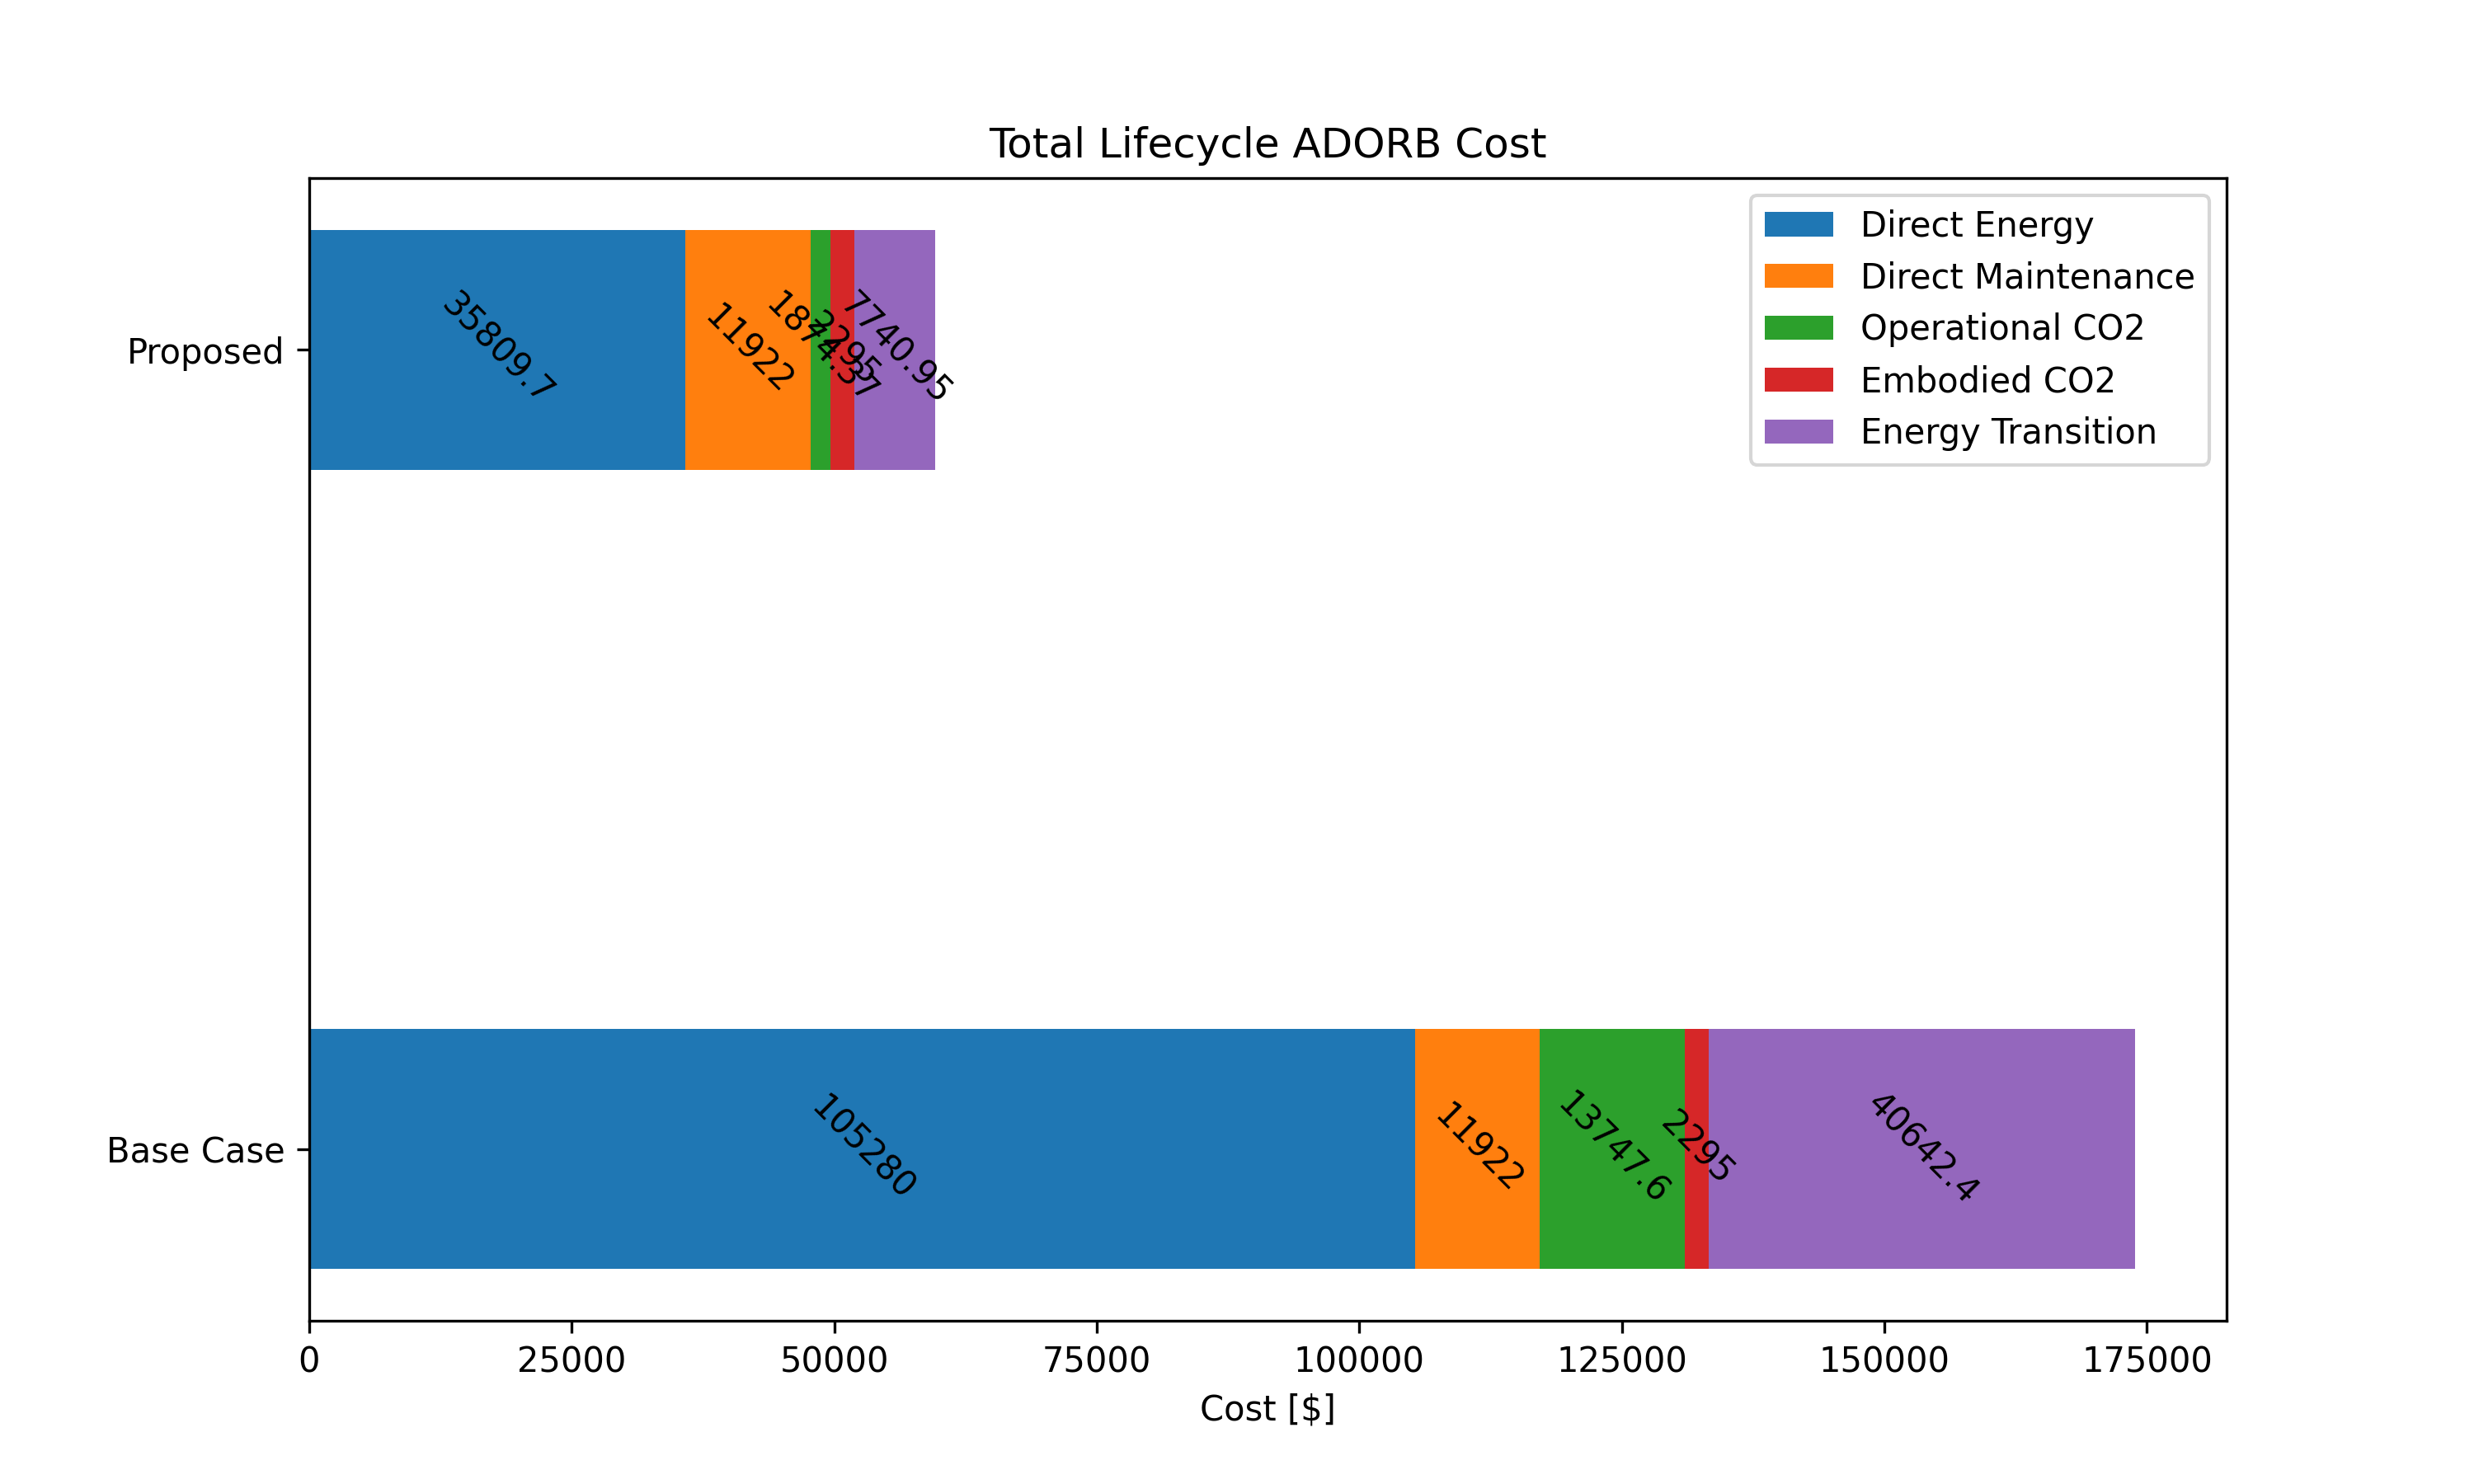 Total Lifecycle ADORB Cost
Direct Energy
Direct Maintenance
Operational CO2
Embodied CO2
Energy Transition
Proposed
35809.7
11922
2295
7740.95
Base Case
105280
11922
13747.6
2295
40642.4
0 25000 50000 75000 100000 125000 150000 175000
Cost [$]